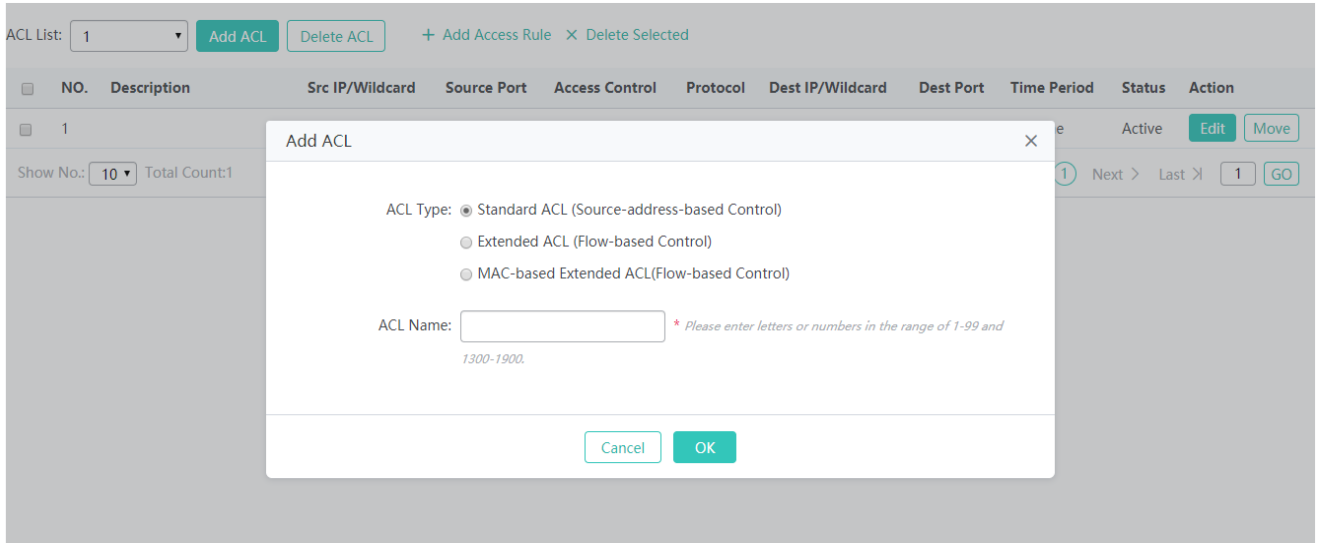 ACL List: 1 Add ACL Delete ACL + Add Access Rule × Delete Selected
NO. Description Src IP/Wildcard Source Port Access Control Protocol Dest IP/Wildcard Dest Port Time Period Status Action
1 e Active Edit Move
Show No.: 10 Total Count:1 1 Next > Last 1 GO
Add ACL ×
ACL Type: Standard ACL (Source-address-based Control)
Extended ACL (Flow-based Control)
MAC-based Extended ACL(Flow-based Control)
ACL Name: * Please enter letters or numbers in the range of 1-99 and
1300-1900.
Cancel OK